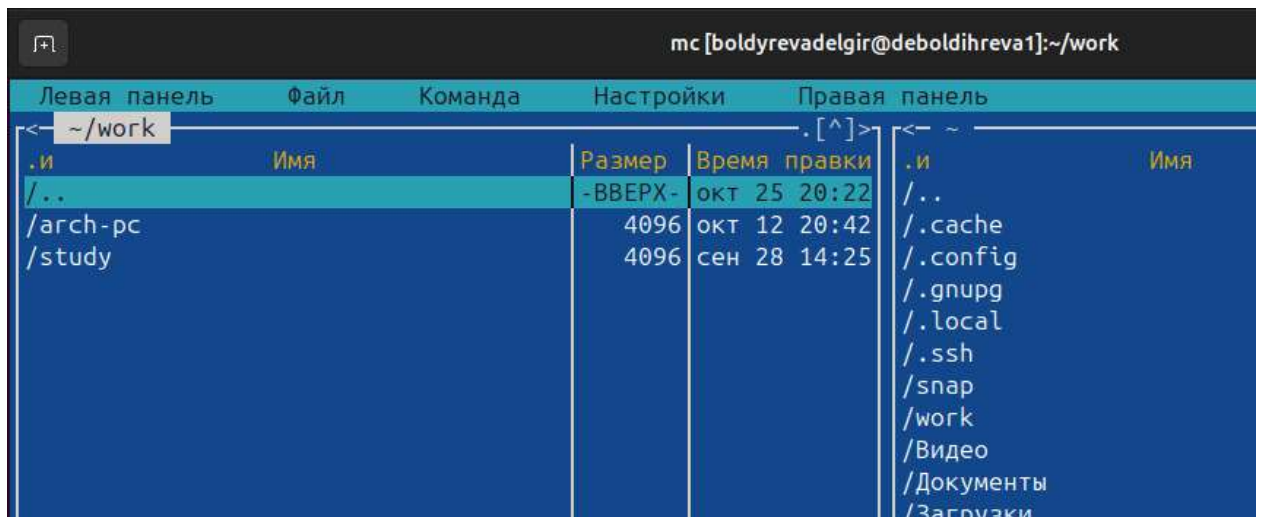 mc [boldyrevadelgir@deboldihreva1]:~/work
Левая панель Файл Команда Настройки Правая панель
<─ ~/work ─.[^]>
<─ ~ ─
.и Имя Размер Время правки .и Имя
/.. -ВВЕРХ- окт 25 20:22 /..
/arch-pc 4096 окт 12 20:42 /.cache
/study 4096 сен 28 14:25 /.config
/.gnupg
/.local
/.ssh
/snap
/work
/Видео
/Документы
/Загрузки